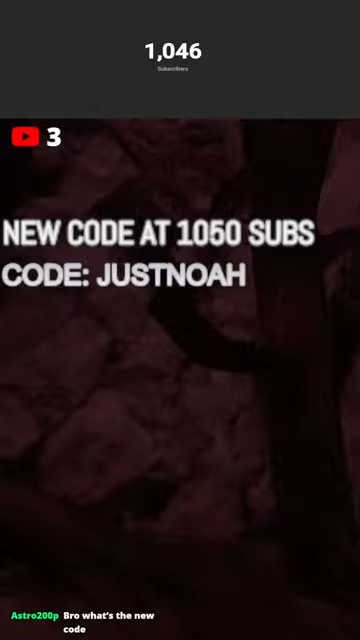 1,046
Subscribers
3
NEW CODE AT 1050 SUBS
CODE: JUSTNOAH
Astro200p Bro what's the new
code